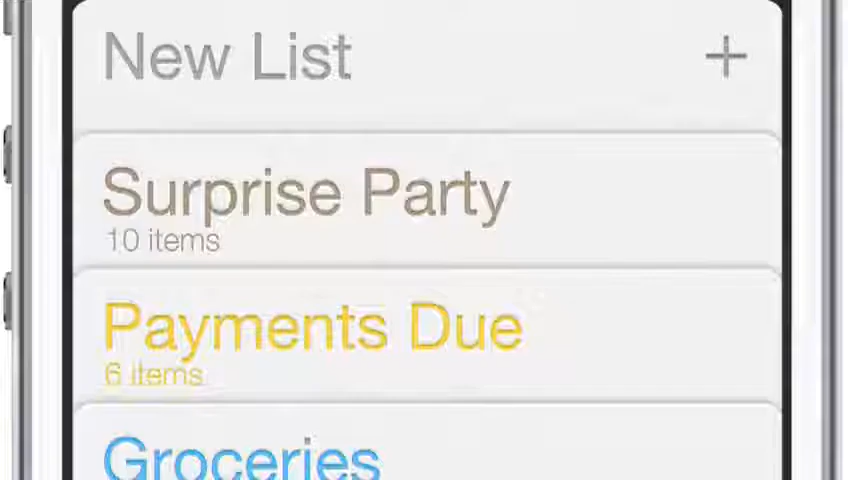 New List +
Surprise Party
10 items
Payments Due
6 items
Groceries